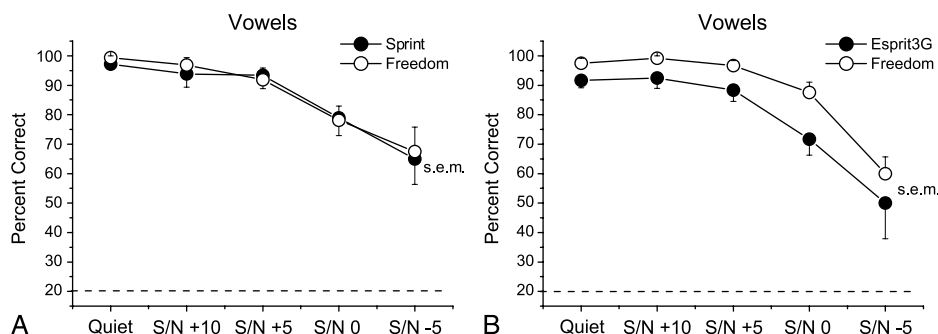 Vowels
Sprint
Freedom
Percent Correct
100
90
80
70
60
50
40
30
20
s.e.m.
A
Quiet
S/N +10
S/N +5
S/N 0
S/N -5
Vowels
Esprit3G
Freedom
Percent Correct
100
90
80
70
60
50
40
30
20
s.e.m.
B
Quiet
S/N +10
S/N +5
S/N 0
S/N -5